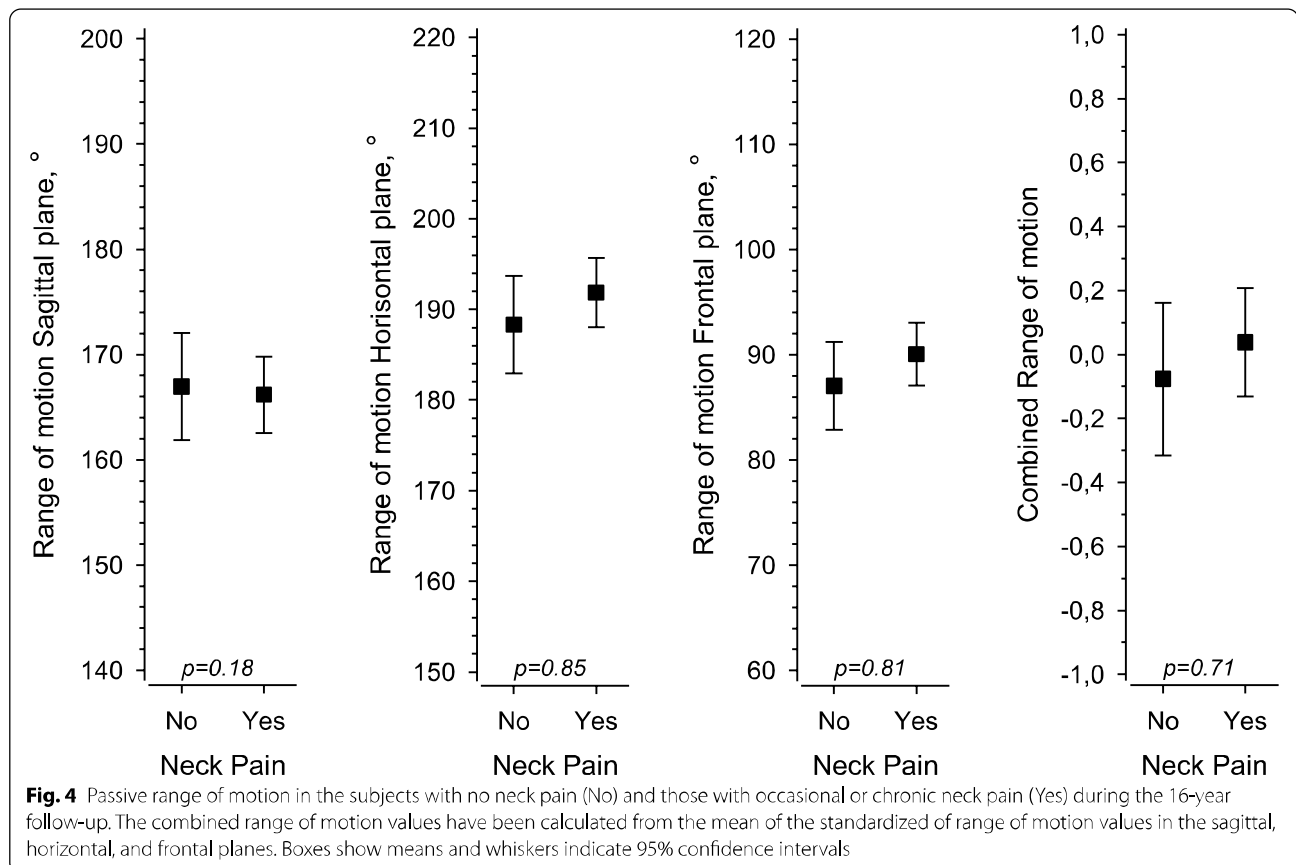 Range of motion Sagittal plane, °
200
190
180
170
160
150
140
p=0.18
No Yes
Neck Pain
Range of motion Horisontal plane, °
220
210
200
190
180
170
160
150
p=0.85
No Yes
Neck Pain
Range of motion Frontal plane, °
120
110
100
90
80
70
60
p=0.81
No Yes
Neck Pain
Combined Range of motion
1,0
0,8
0,6
0,4
0,2
0,0
-0,2
-0,4
-0,6
-0,8
-1,0
p=0.71
No Yes
Neck Pain
Fig. 4 Passive range of motion in the subjects with no neck pain (No) and those with occasional or chronic neck pain (Yes) during the 16-year
follow-up. The combined range of motion values have been calculated from the mean of the standardized of range of motion values in the sagittal,
horizontal, and frontal planes. Boxes show means and whiskers indicate 95% confidence intervals